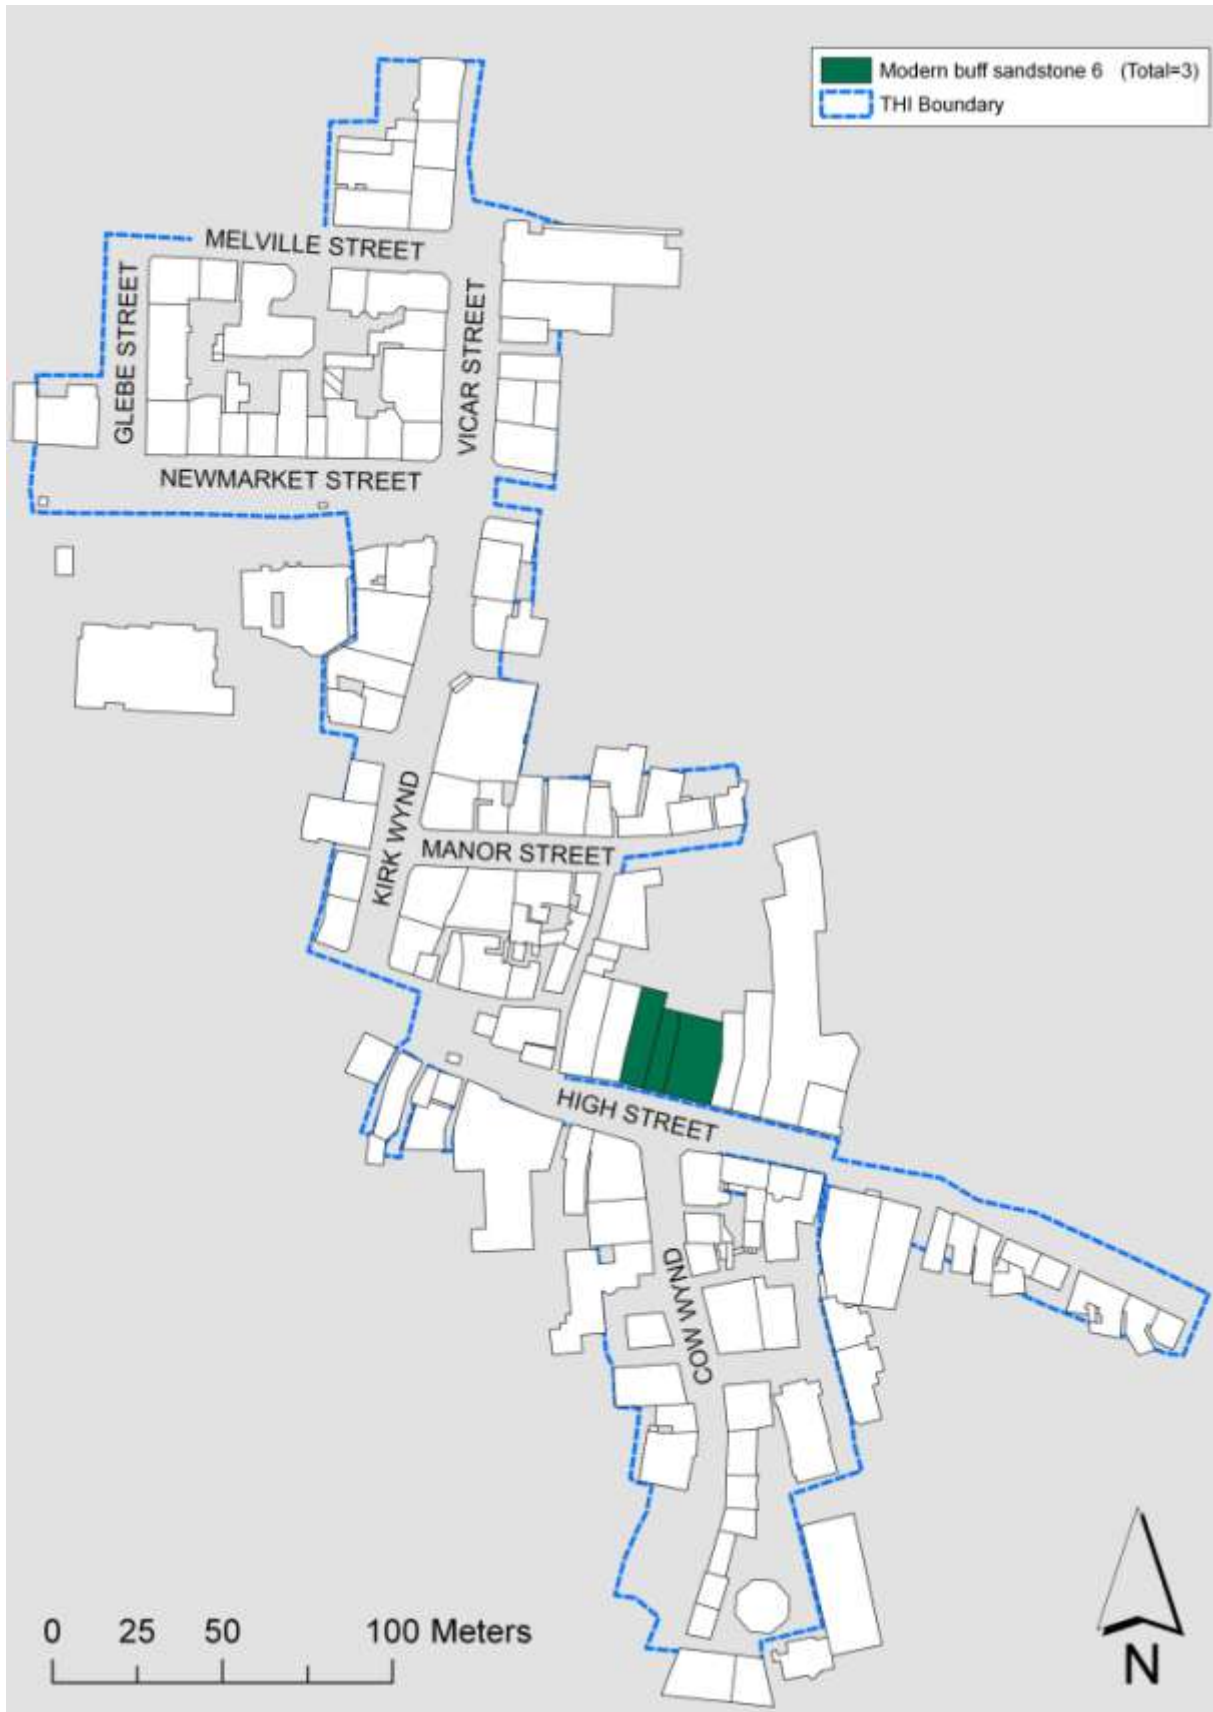 Modern buff sandstone 6 (Total=3)
THI Boundary
MELVILLE STREET
GLEBE STREET
VICAR STREET
NEWMARKET STREET
KIRK WYND
MANOR STREET
HIGH STREET
COW WYND
0 25 50 100 Meters
N